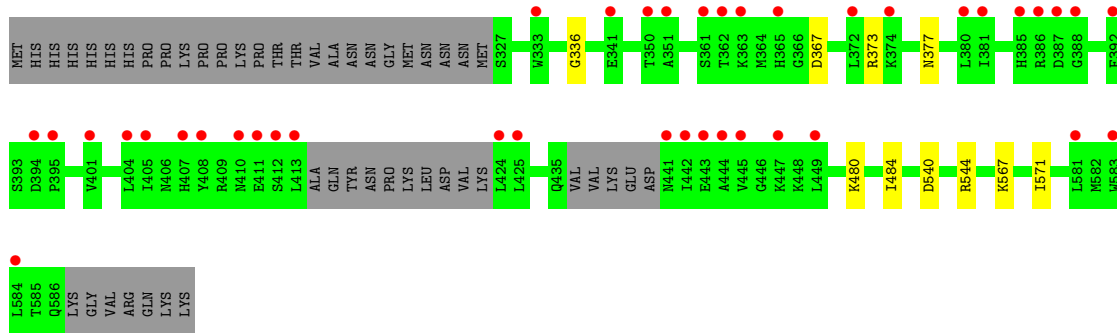 MET HIS HIS HIS HIS HIS HIS PRO PRO LYS PRO PRO LYS PRO THR THR VAL ALA ASN ASN GLY MET ASN ASN ASN MET S327 W333 G336 E341 T350 A351 S361 T362 K363 M364 H365 G366 D367 L372 R373 K374 N377 L380 I381 H385 R386 D387 G388 F392
S393 D394 P395 V401 L404 I405 N406 H407 Y408 R409 N410 E411 S412 L413 ALA GLN TYR ASN PRO LYS LEU ASP VAL LYS L424 L425 Q435 VAL VAL LYS GLU ASP N441 I442 E443 A444 V445 G446 K447 K448 L449 K480 I484 D540 R544 K567 I571 L581 M582 W583
L584 T585 Q586 LYS GLY VAL ARG GLN LYS LYS